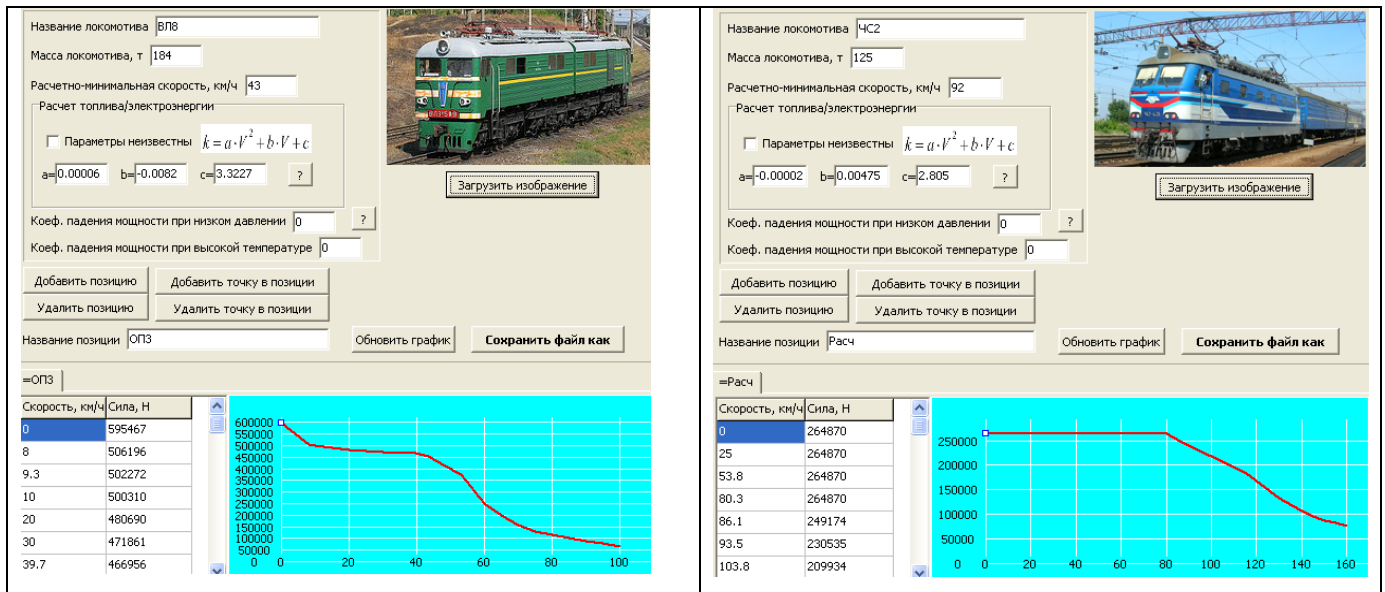 Название локомотива ВЛ8
Масса локомотива, т 184
Расчетно-минимальная скорость, км/ч 43
Расчет топлива/электроэнергии
Параметры неизвестны k = a·V² + b·V + c
a= 0.00006 b= -0.0082 c= 3.3227 ?
Загрузить изображение
Коеф. падения мощности при низком давлении 0 ?
Коеф. падения мощности при высокой температуре 0
Добавить позицию Добавить точку в позиции
Удалить позицию Удалить точку в позиции
Название позиции ОП3 Обновить график Сохранить файл как
=ОП3
Скорость, км/ч Сила, Н
0 595467
8 506196
9.3 502272
10 500310
20 480690
30 471861
39.7 466956
600000
550000
500000
450000
400000
350000
300000
250000
200000
150000
100000
50000
0 0 20 40 60 80 100
Название локомотива ЧС2
Масса локомотива, т 125
Расчетно-минимальная скорость, км/ч 92
Расчет топлива/электроэнергии
Параметры неизвестны k = a·V² + b·V + c
a= -0.00002 b= 0.00475 c= 2.805 ?
Загрузить изображение
Коеф. падения мощности при низком давлении 0 ?
Коеф. падения мощности при высокой температуре 0
Добавить позицию Добавить точку в позиции
Удалить позицию Удалить точку в позиции
Название позиции Расч Обновить график Сохранить файл как
=Расч
Скорость, км/ч Сила, Н
0 264870
25 264870
53.8 264870
80.3 264870
86.1 249174
93.5 230535
103.8 209934
250000
200000
150000
100000
50000
0 0 20 40 60 80 100 120 140 160